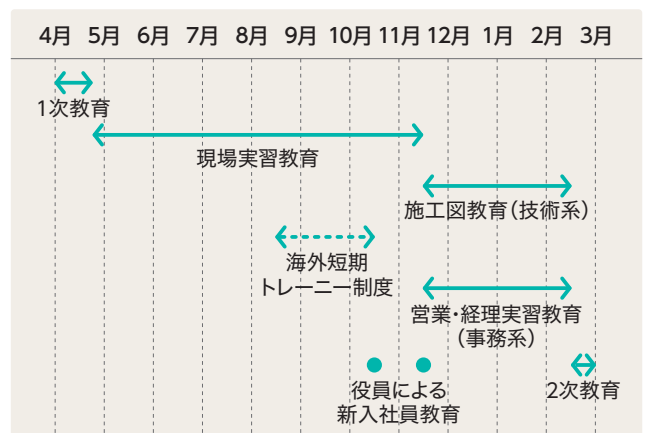 4月 5月 6月 7月 8月 9月 10月 11月 12月 1月 2月 3月
1次教育
現場実習教育
施工図教育（技術系）
海外短期
トレーニー制度
営業・経理実習教育
（事務系）
役員による
新入社員教育
2次教育